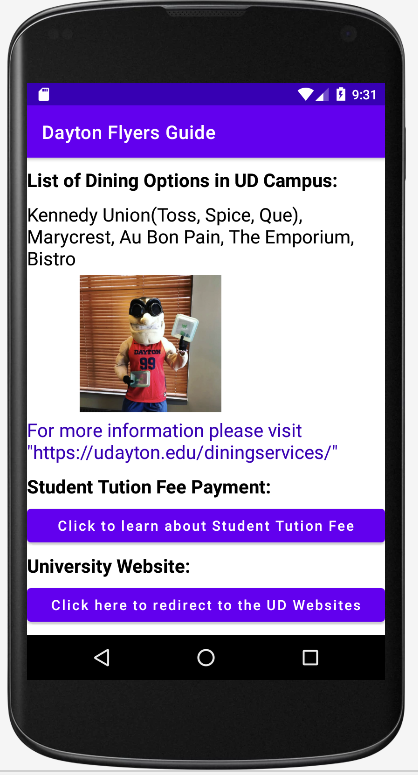 9:31
Dayton Flyers Guide
List of Dining Options in UD Campus:
Kennedy Union(Toss, Spice, Que),
Marycrest, Au Bon Pain, The Emporium,
Bistro
DAYTON
99
For more information please visit
"https://udayton.edu/diningservices/"
Student Tution Fee Payment:
Click to learn about Student Tution Fee
University Website:
Click here to redirect to the UD Websites